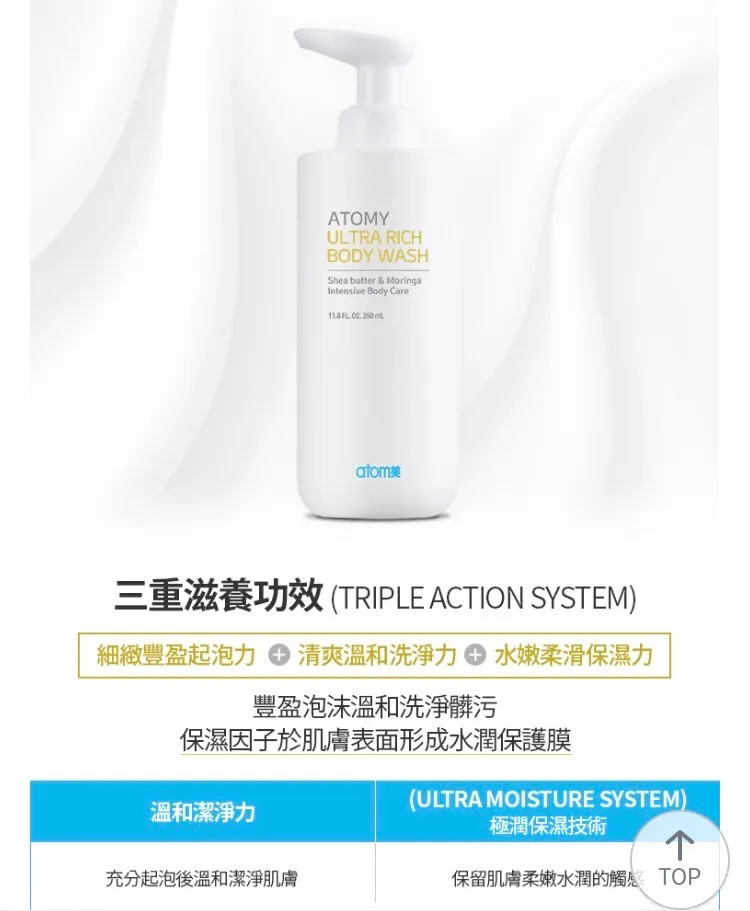 ATOMY
ULTRA RICH
BODY WASH
Shea butter & Moringa
Intensive Body Care
11.8 FL. OZ. 350 mL
atom美
三重滋養功效 (TRIPLE ACTION SYSTEM)
細緻豐盈起泡力 + 清爽溫和洗淨力 + 水嫩柔滑保濕力
豐盈泡沫溫和洗淨髒污
保濕因子於肌膚表面形成水潤保護膜
溫和潔淨力
(ULTRA MOISTURE SYSTEM)
極潤保濕技術
充分起泡後溫和潔淨肌膚
保留肌膚柔嫩水潤的觸感
TOP